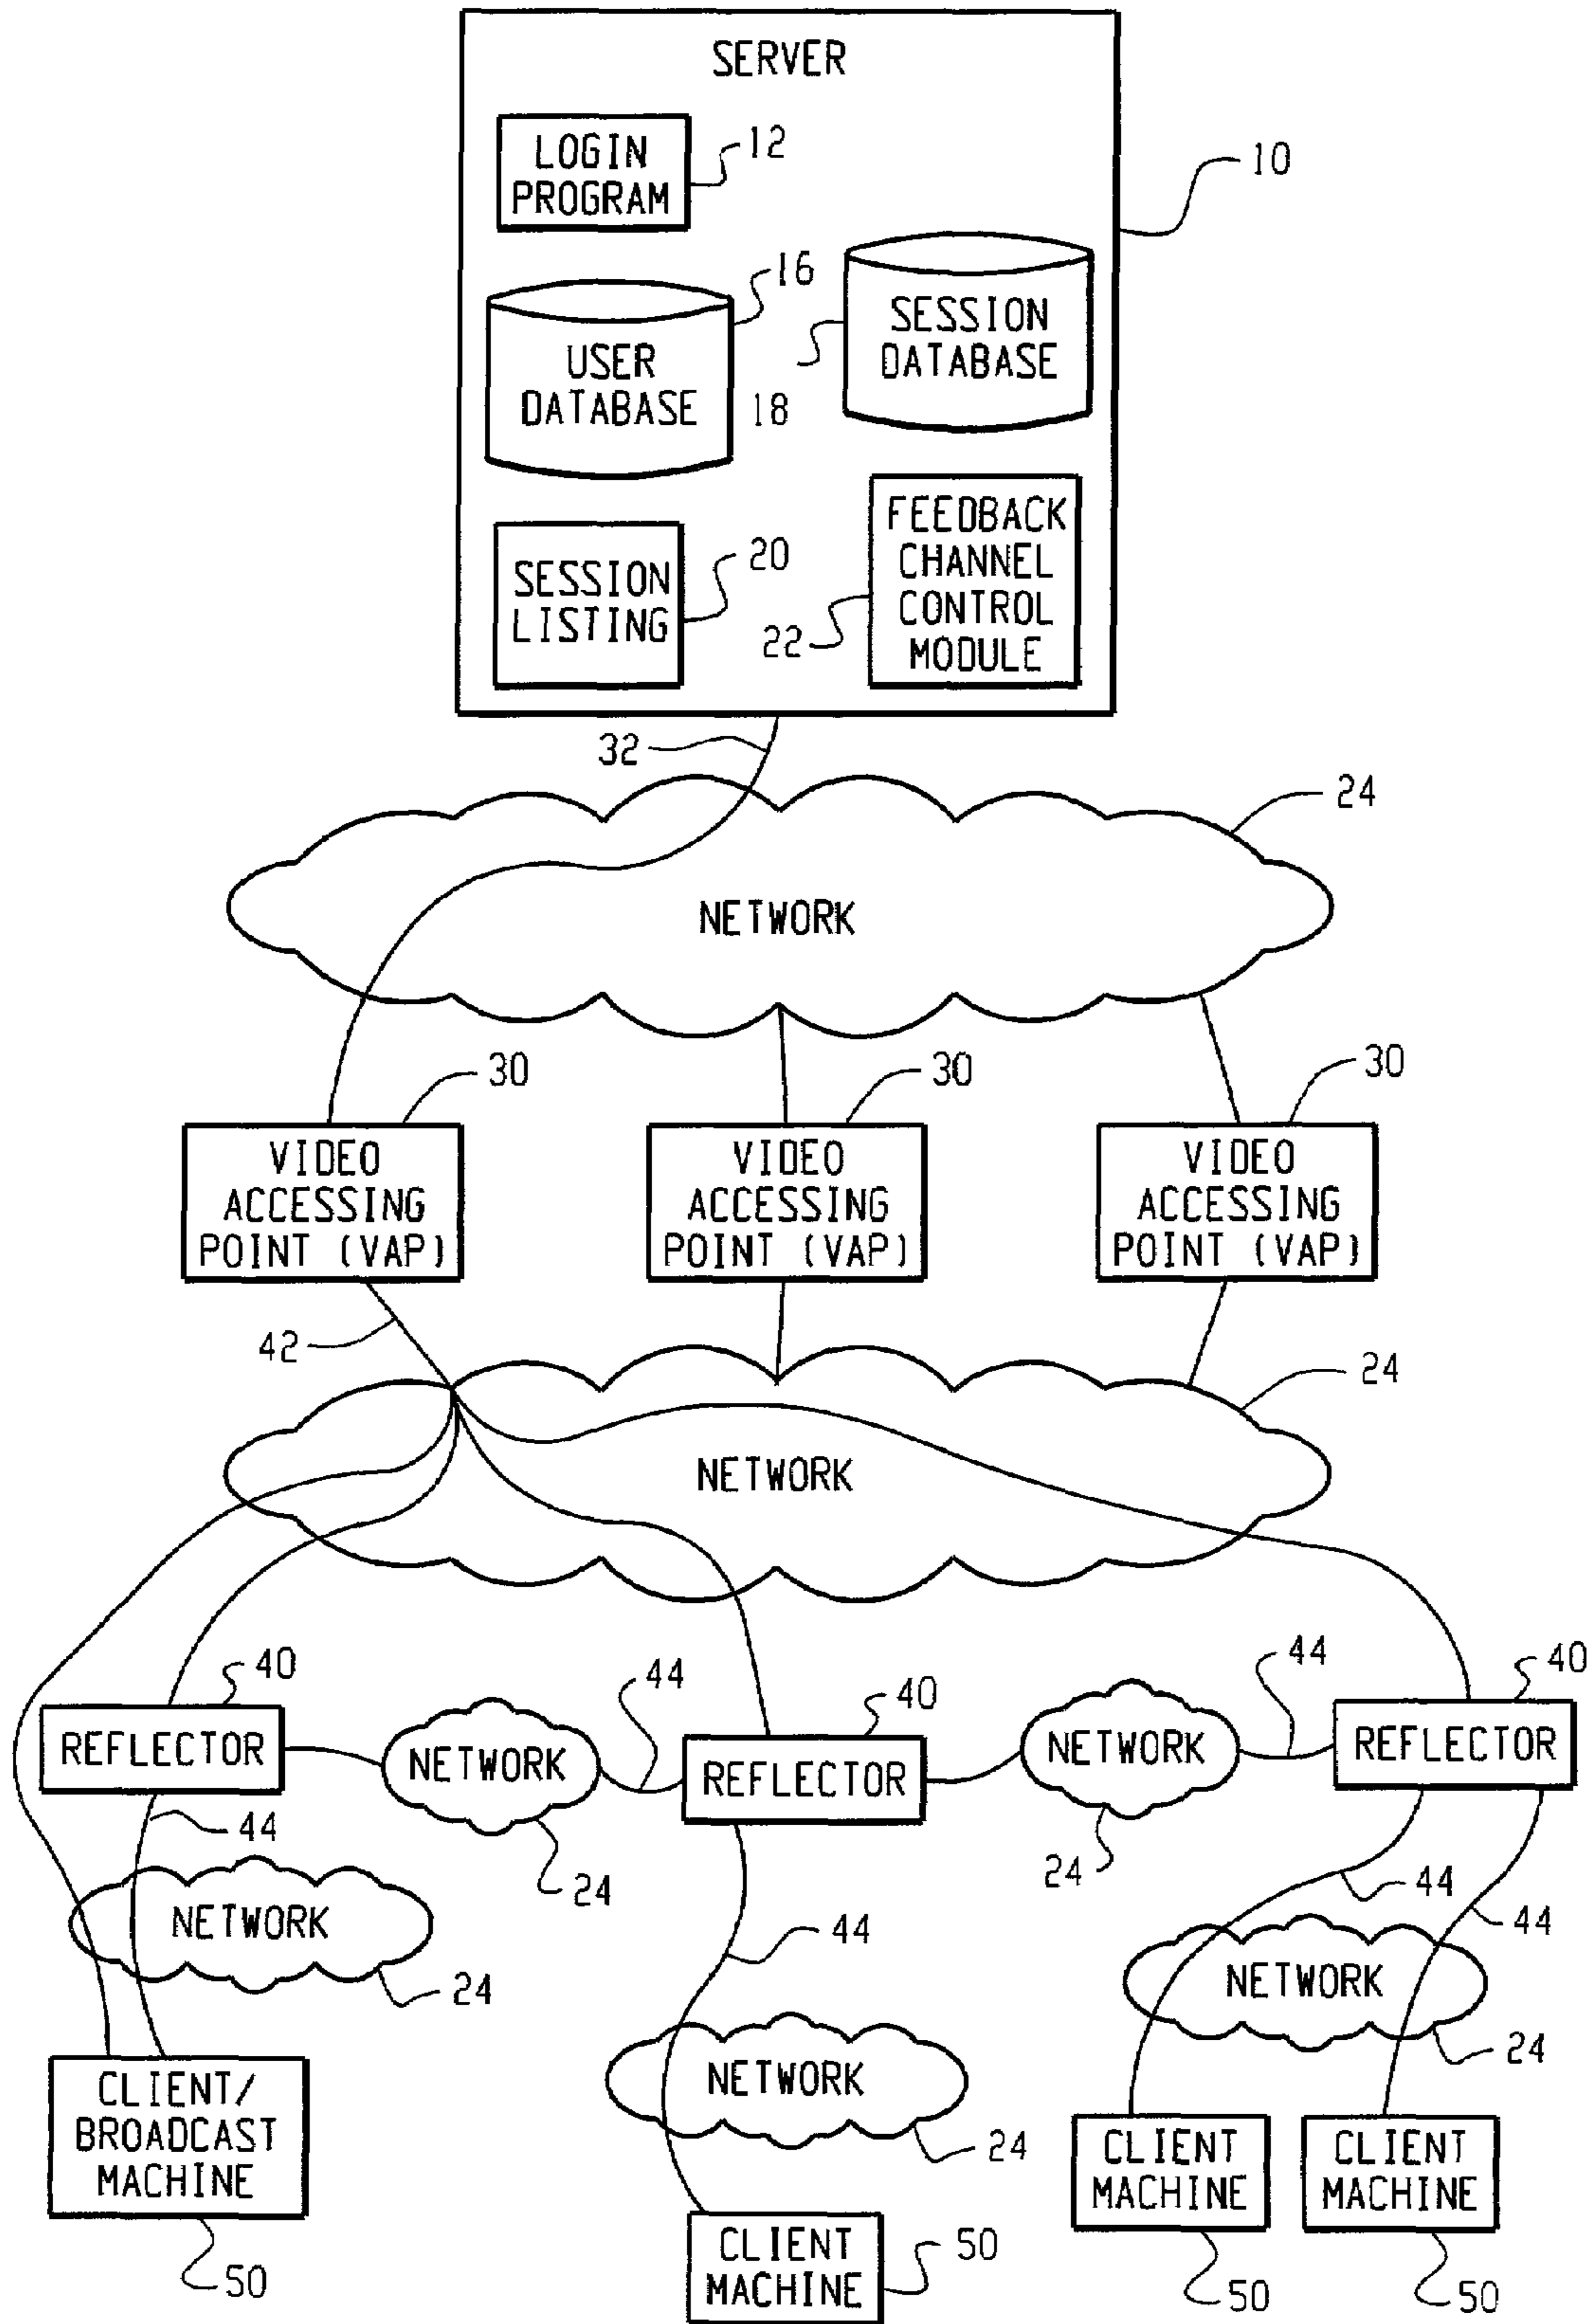 SERVER
LOGIN
PROGRAM
12
10
16
USER
DATABASE
18
SESSION
DATABASE
SESSION
LISTING
20
FEEDBACK
CHANNEL
CONTROL
MODULE
22
32
24
NETWORK
30
30
30
VIDEO
ACCESSING
POINT (VAP)
VIDEO
ACCESSING
POINT (VAP)
VIDEO
ACCESSING
POINT (VAP)
42
24
NETWORK
40
REFLECTOR
44
NETWORK
24
44
40
REFLECTOR
NETWORK
24
44
40
REFLECTOR
44
44
NETWORK
24
44
NETWORK
24
NETWORK
24
CLIENT/
BROADCAST
MACHINE
50
CLIENT
MACHINE
50
CLIENT
MACHINE
50
CLIENT
MACHINE
50